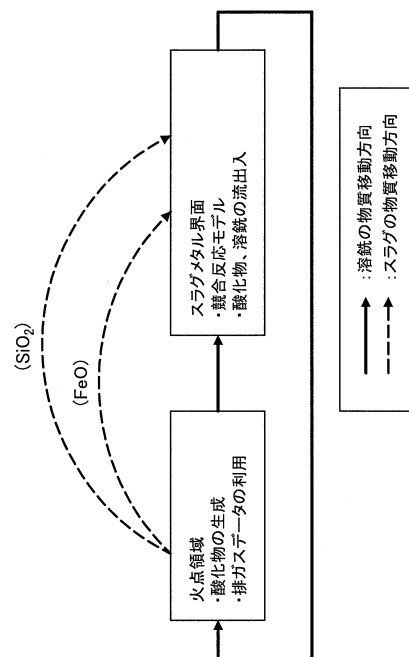 (SiO₂)
(FeO)
火点領域
・酸化物の生成
・排ガスデータの利用
スラグメタル界面
・競合反応モデル
・酸化物、溶銑の流出入
:溶銑の物質移動方向
:スラグの物質移動方向